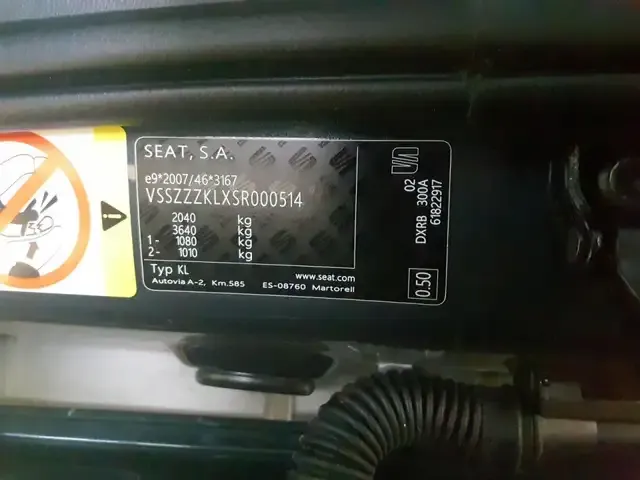 SEAT, S.A.
e9*2007/46*3167
VSSZZZKLXSR000514
2040 kg
3640 kg
1- 1080 kg
2- 1010 kg
Typ KL www.seat.com
Autovia A-2, Km.585 ES-08760 Martorell
02
DXRB 300A
61822917
0.50